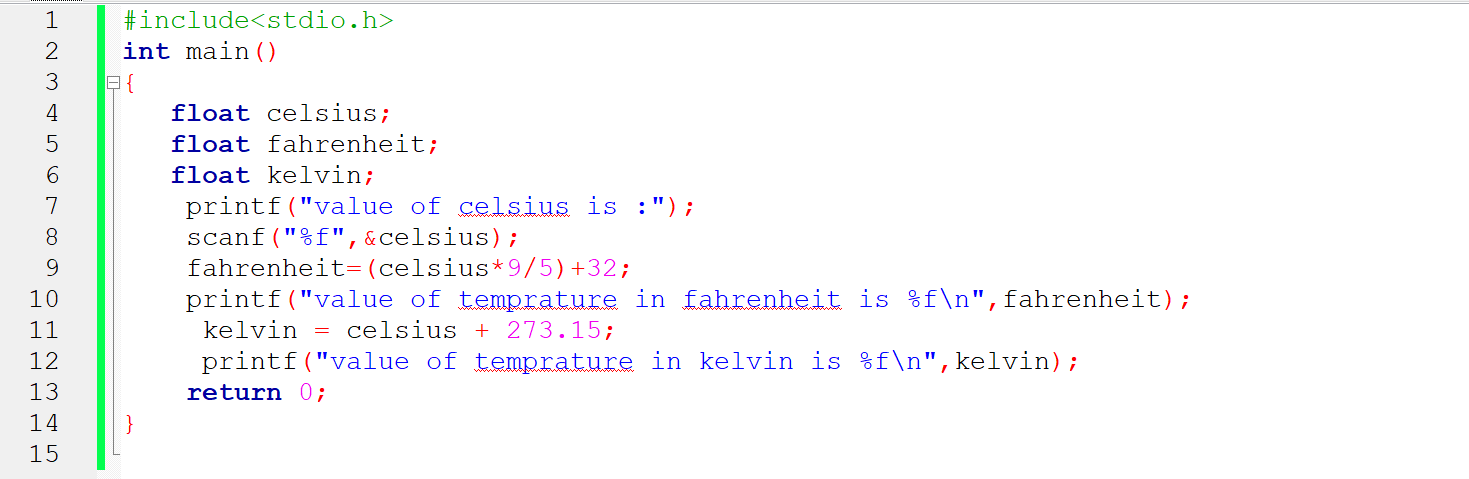 1 #include<stdio.h>
2 int main()
3 {
4 float celsius;
5 float fahrenheit;
6 float kelvin;
7 printf("value of celsius is :");
8 scanf("%f",&celsius);
9 fahrenheit=(celsius*9/5)+32;
10 printf("value of temprature in fahrenheit is %f\n",fahrenheit);
11 kelvin = celsius + 273.15;
12 printf("value of temprature in kelvin is %f\n",kelvin);
13 return 0;
14 }
15